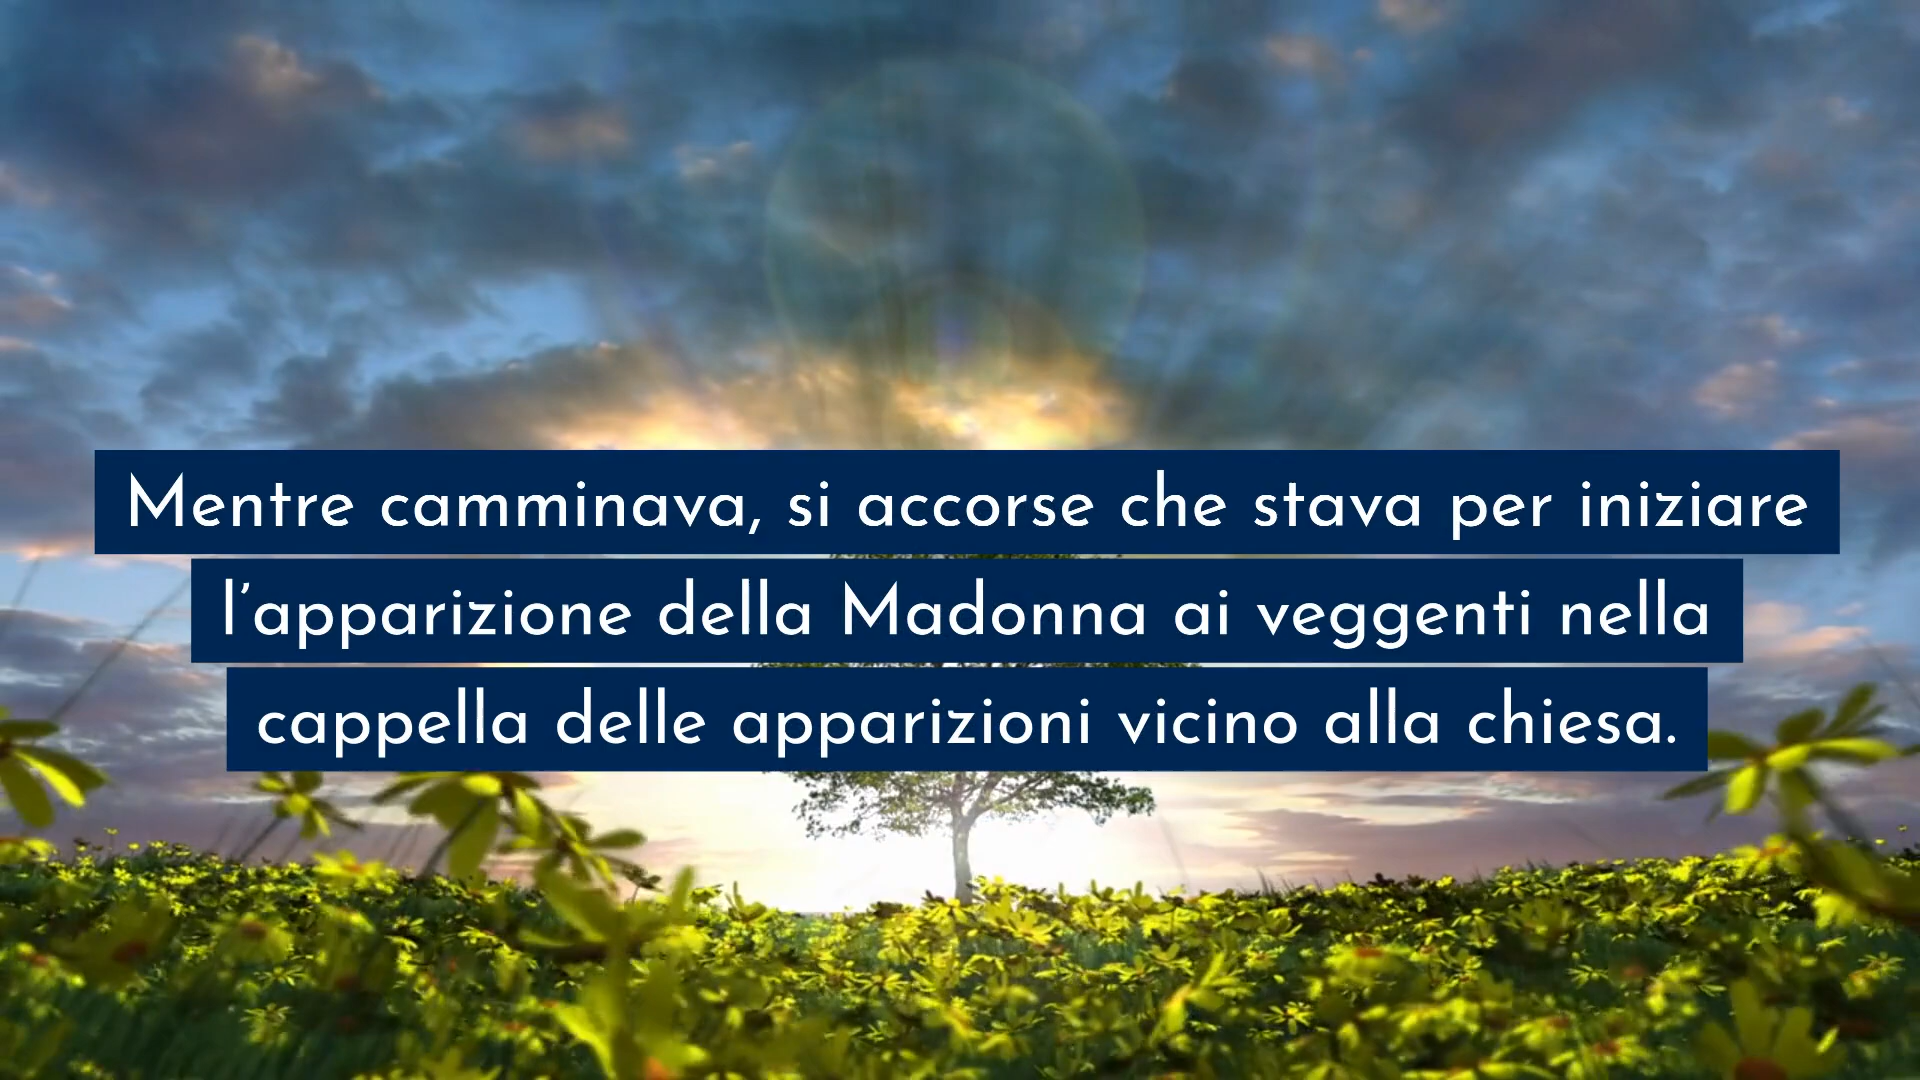 Mentre camminava, si accorse che stava per iniziare
l’apparizione della Madonna ai veggenti nella
cappella delle apparizioni vicino alla chiesa.